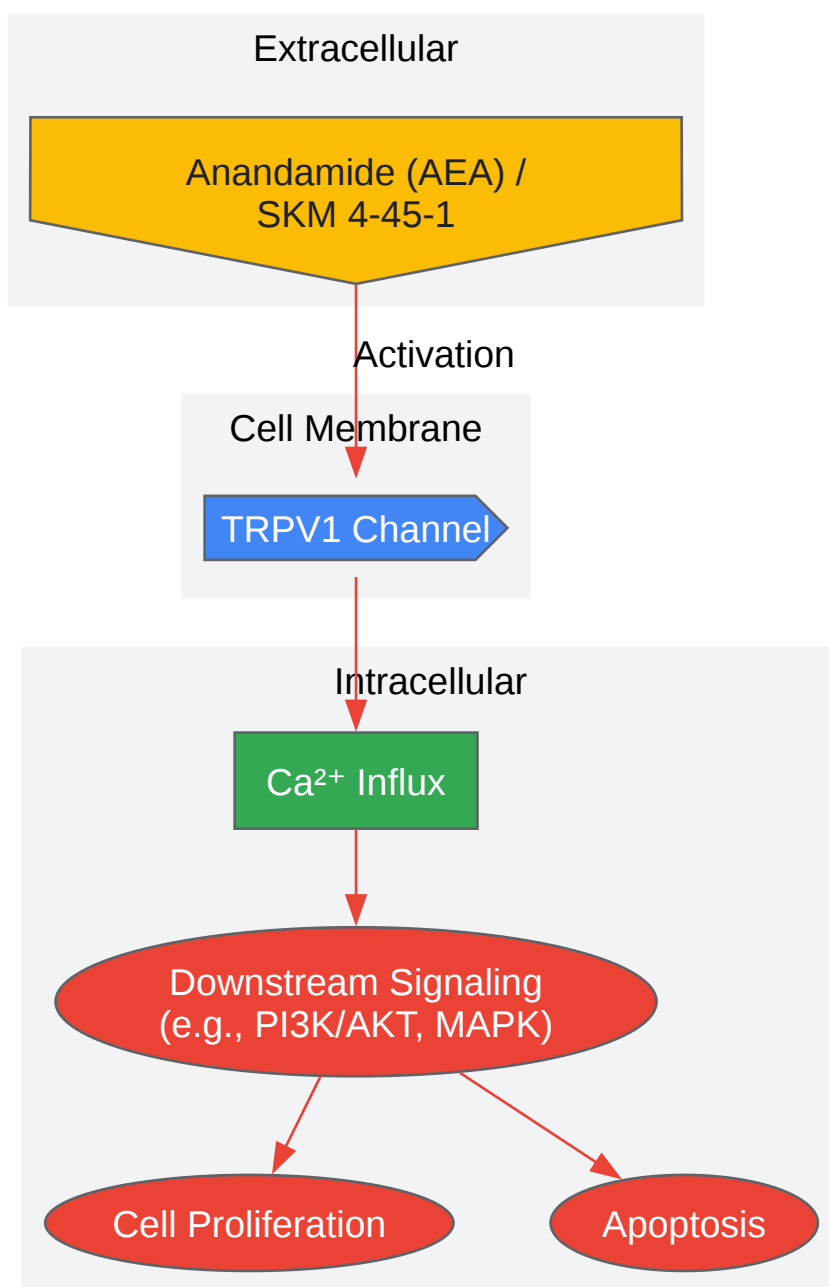 Extracellular
Anandamide (AEA) /
SKM 4-45-1
Activation
Cell Membrane
TRPV1 Channel
Intracellular
Ca²⁺ Influx
Downstream Signaling
(e.g., PI3K/AKT, MAPK)
Cell Proliferation
Apoptosis